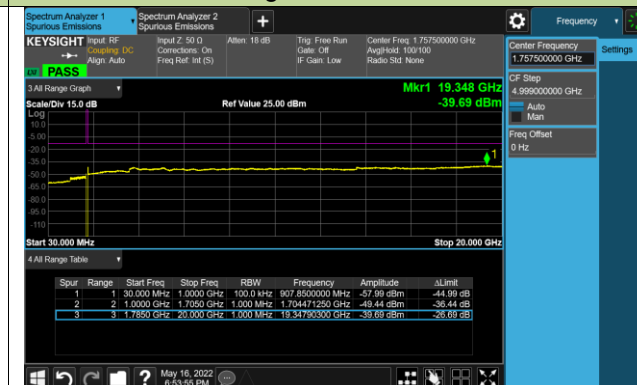 Spectrum Analyzer 1
Spurious Emissions
Spectrum Analyzer 2
Spurious Emissions
+
Frequency
KEYSIGHT
Input: RF
Coupling: DC
Align: Auto
Input Z: 50 Ω
Corrections: On
Freq Ref: Int (S)
Atten: 18 dB
Trig: Free Run
Gate: Off
IF Gain: Low
Center Freq: 1.757500000 GHz
Avg|Hold: 100/100
Radio Std: None
PASS
Center Frequency
1.757500000 GHz
Settings
CF Step
4.999000000 GHz
Auto
Man
Freq Offset
0 Hz
3 All Range Graph
Mkr1 19.348 GHz
Scale/Div 15.0 dB
Ref Value 25.00 dBm
-39.69 dBm
Log
10.0
-5.00
-20.0
-35.0
-50.0
-65.0
-80.0
-95.0
-110
1
Start 30.000 MHz
Stop 20.000 GHz
4 All Range Table
Spur Range Start Freq Stop Freq RBW Frequency Amplitude ΔLimit
1 1 30.000 MHz 1.0000 GHz 100.0 kHz 907.8500000 MHz -57.99 dBm -44.99 dB
2 2 1.0000 GHz 1.7050 GHz 1.000 MHz 1.704471250 GHz -49.44 dBm -36.44 dB
3 3 1.7850 GHz 20.000 GHz 1.000 MHz 19.34790300 GHz -39.69 dBm -26.69 dB
?
May 16, 2022
6:53:55 PM